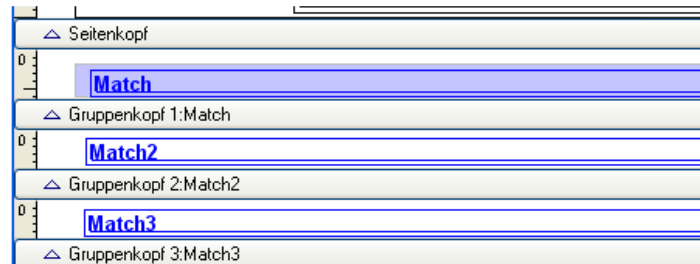 Seitenkopf
0
Match
Gruppenkopf 1:Match
0
Match2
Gruppenkopf 2:Match2
0
Match3
Gruppenkopf 3:Match3